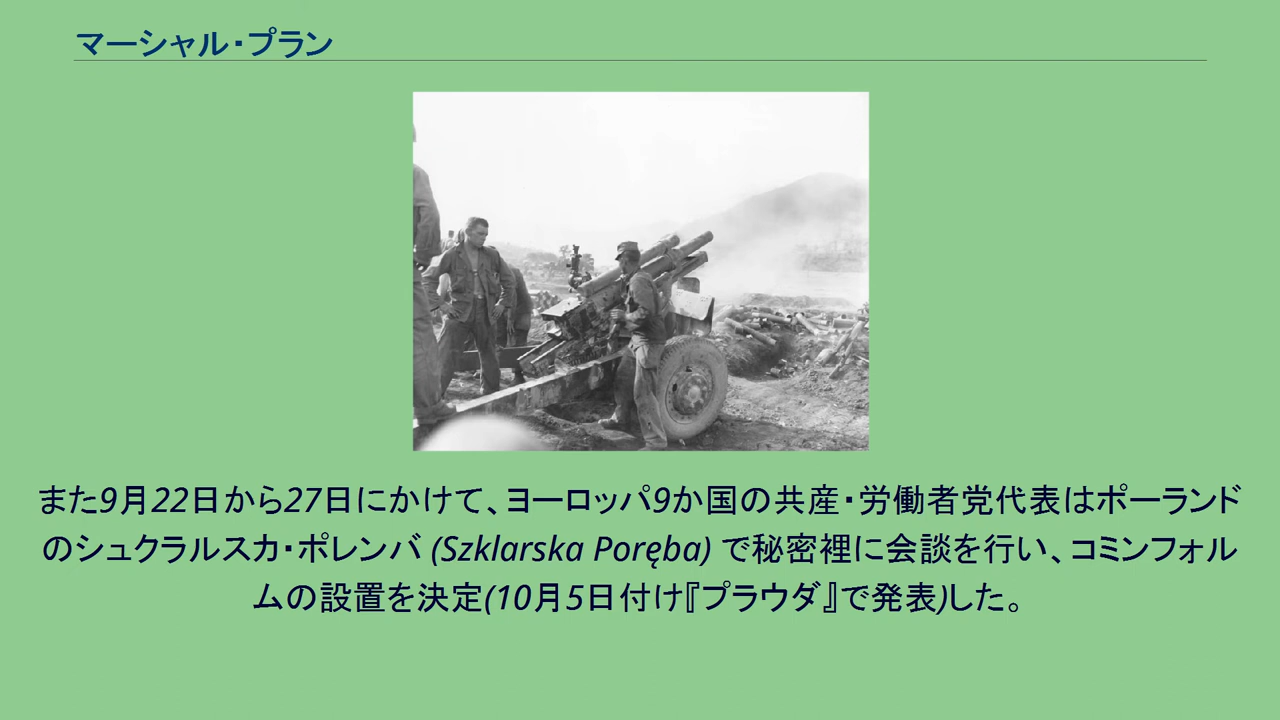 マーシャル・プラン
また9月22日から27日にかけて、ヨーロッパ9か国の共産・労働者党代表はポーランド
のシュクラルスカ・ポレンバ (Szklarska Poręba) で秘密裡に会談を行い、コミンフォル
ムの設置を決定(10月5日付け『プラウダ』で発表)した。